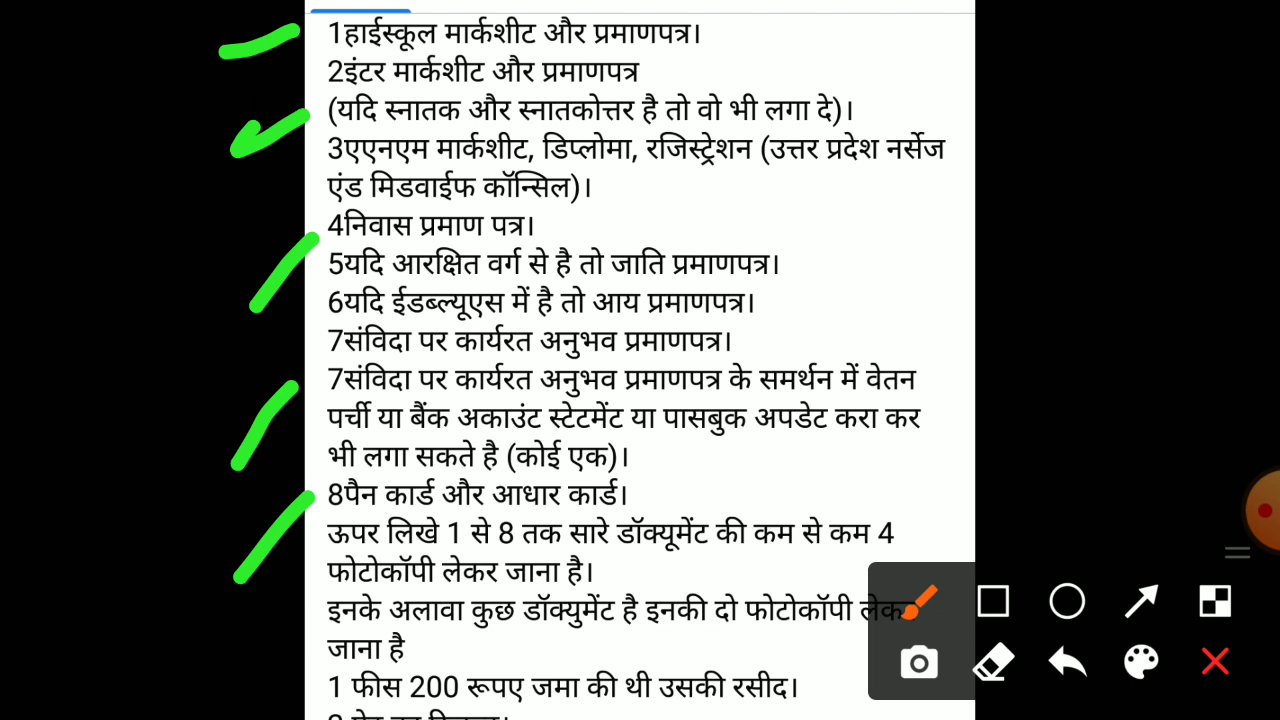 1हाईस्कूल मार्कशीट और प्रमाणपत्र।
2इंटर मार्कशीट और प्रमाणपत्र
(यदि स्नातक और स्नातकोत्तर है तो वो भी लगा दे)।
3एएनएम मार्कशीट, डिप्लोमा, रजिस्ट्रेशन (उत्तर प्रदेश नर्सेज
एंड मिडवाईफ कॉन्सिल)।
4निवास प्रमाण पत्र।
5यदि आरक्षित वर्ग से है तो जाति प्रमाणपत्र।
6यदि ईडब्ल्यूएस में है तो आय प्रमाणपत्र।
7संविदा पर कार्यरत अनुभव प्रमाणपत्र।
7संविदा पर कार्यरत अनुभव प्रमाणपत्र के समर्थन में वेतन
पर्ची या बैंक अकाउंट स्टेटमेंट या पासबुक अपडेट करा कर
भी लगा सकते है (कोई एक)।
8पैन कार्ड और आधार कार्ड।
ऊपर लिखे 1 से 8 तक सारे डॉक्यूमेंट की कम से कम 4
फोटोकॉपी लेकर जाना है।
इनके अलावा कुछ डॉक्युमेंट है इनकी दो फोटोकॉपी लेकर
जाना है
1 फीस 200 रूपए जमा की थी उसकी रसीद।